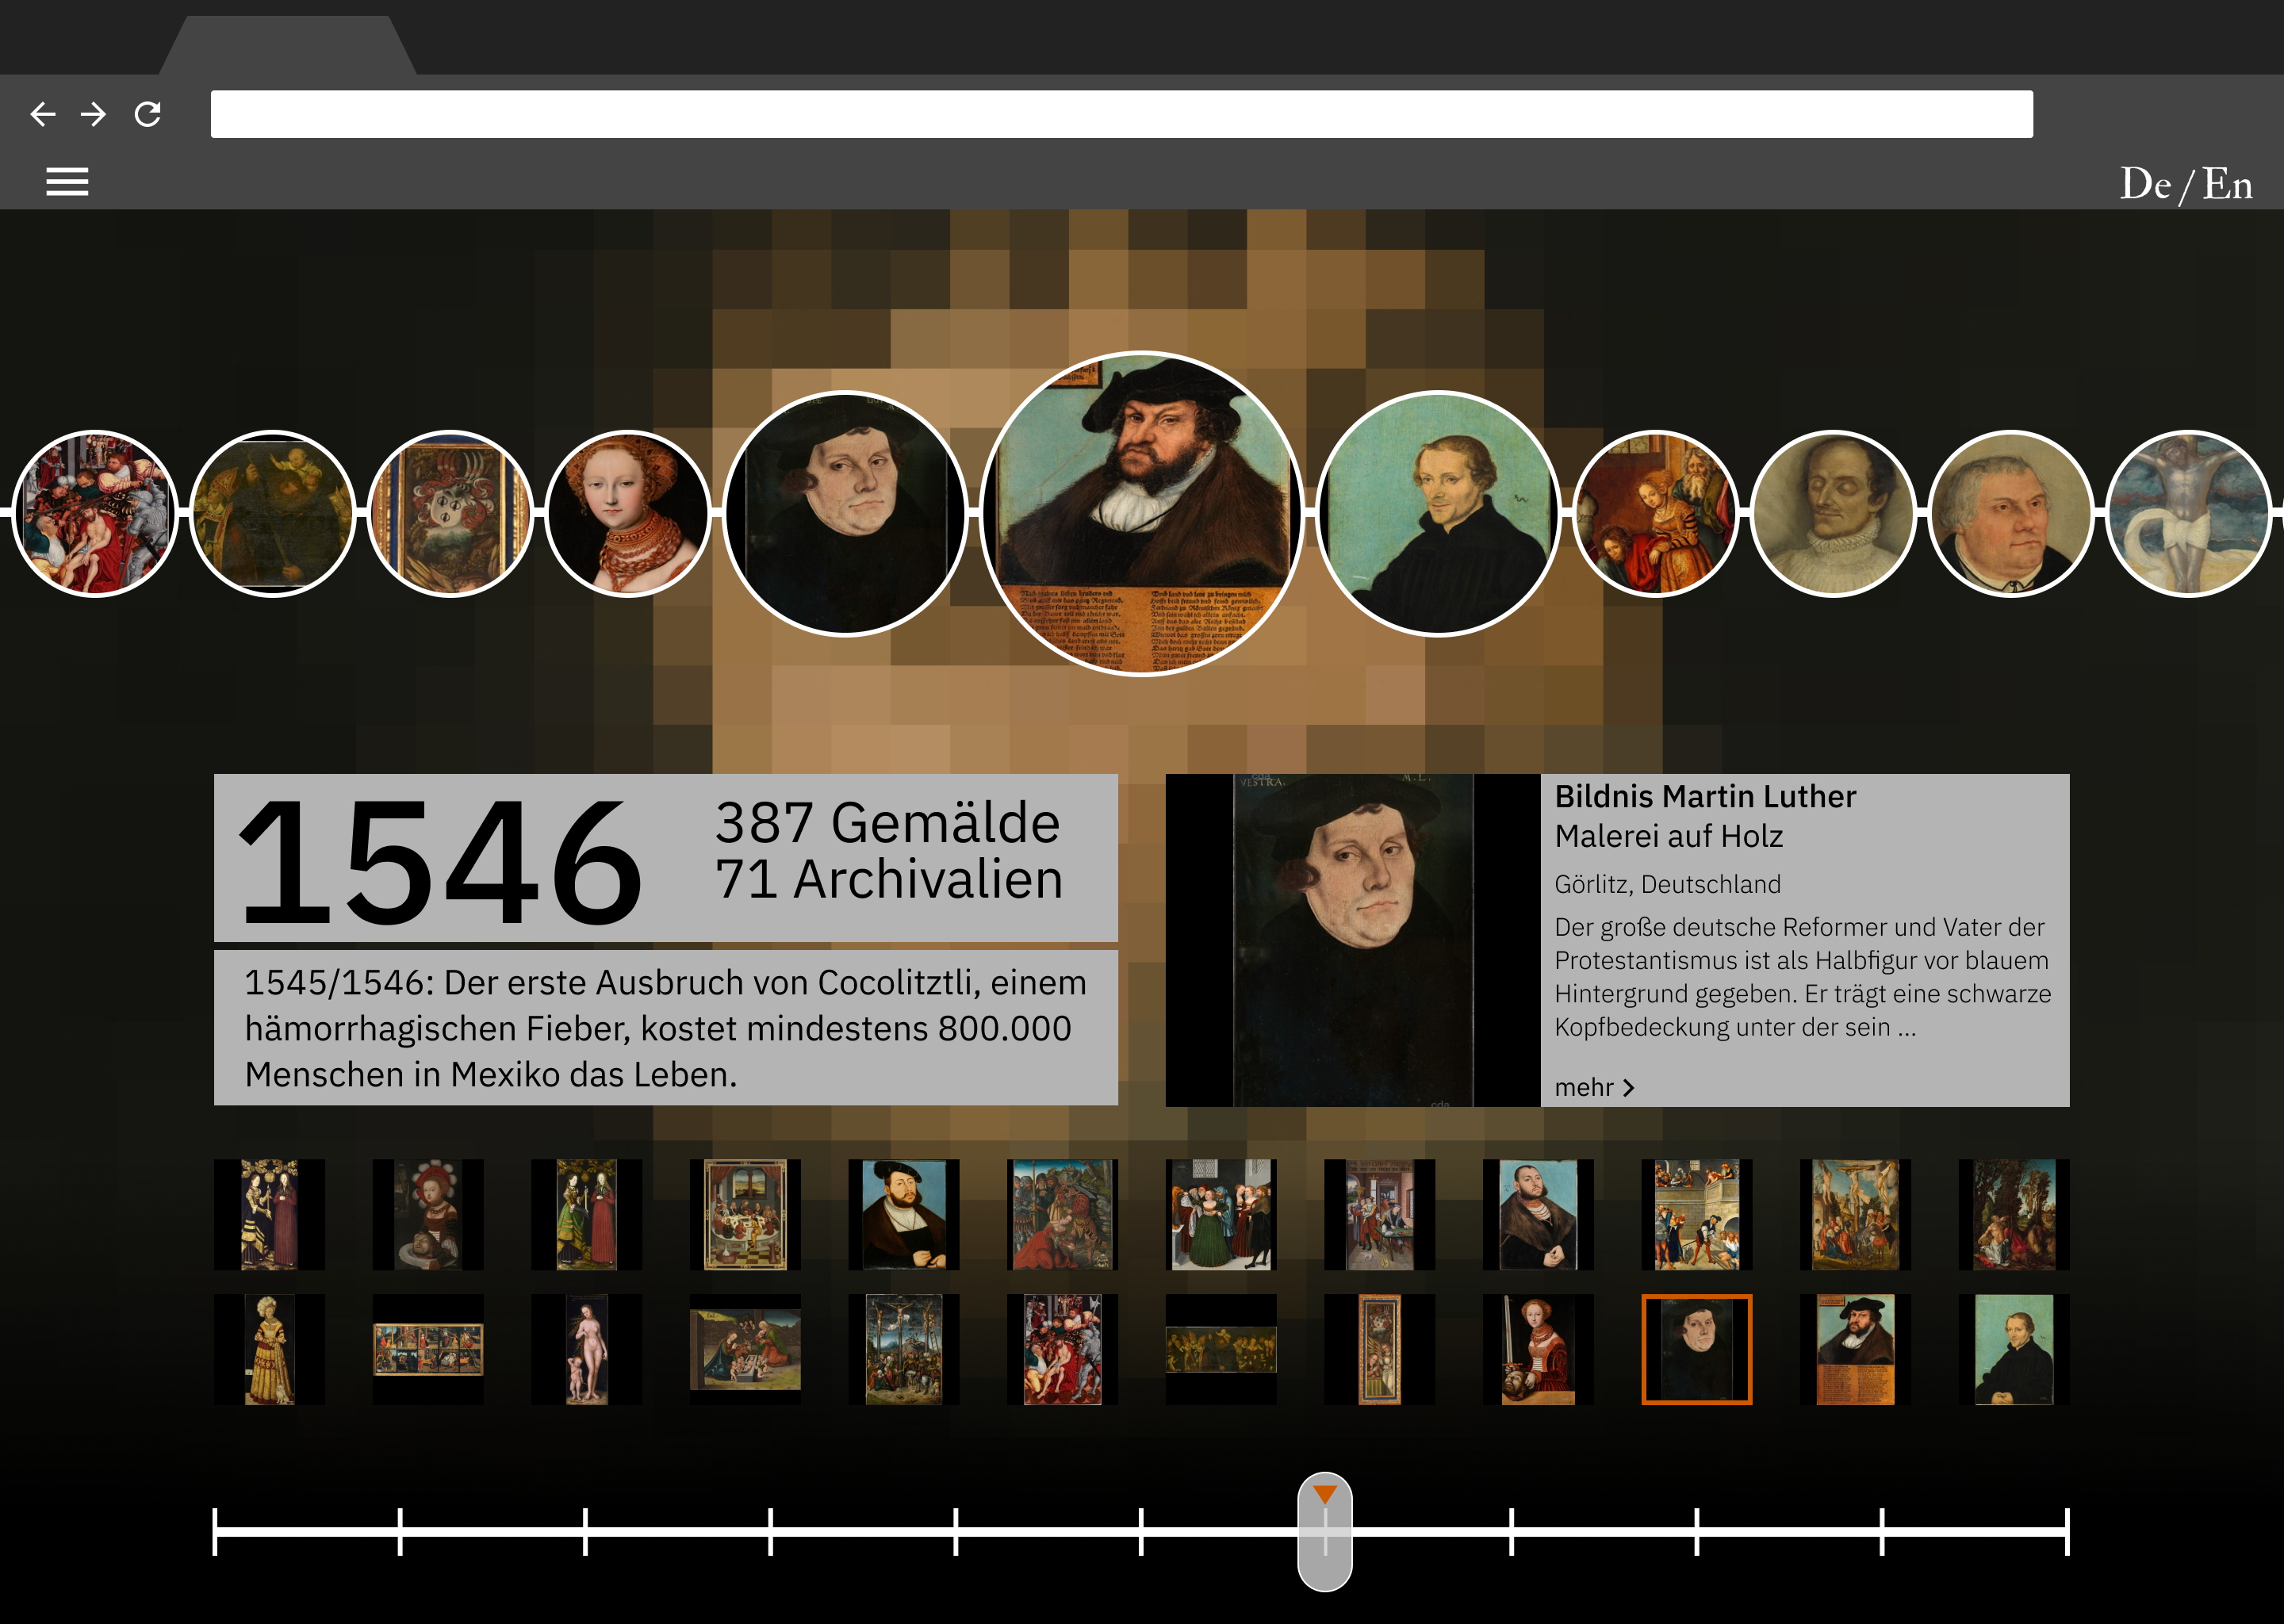 De / En
1546
387 Gemälde
71 Archivalien
1545/1546: Der erste Ausbruch von Cocolitztli, einem
hämorrhagischen Fieber, kostet mindestens 800.000
Menschen in Mexiko das Leben.
VESTRA.
M.L.
cda
Bildnis Martin Luther
Malerei auf Holz
Görlitz, Deutschland
Der große deutsche Reformer und Vater der
Protestantismus ist als Halbfigur vor blauem
Hintergrund gegeben. Er trägt eine schwarze
Kopfbedeckung unter der sein ...
mehr
cda